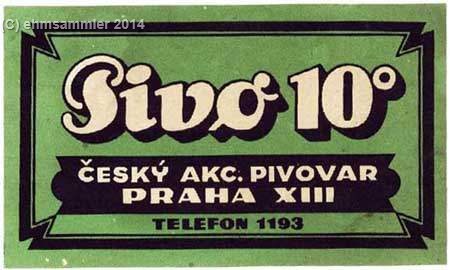 (C) ehmsammler 2014
Pivo 10°
ČESKÝ AKC. PIVOVAR
PRAHA XIII
TELEFON 1193